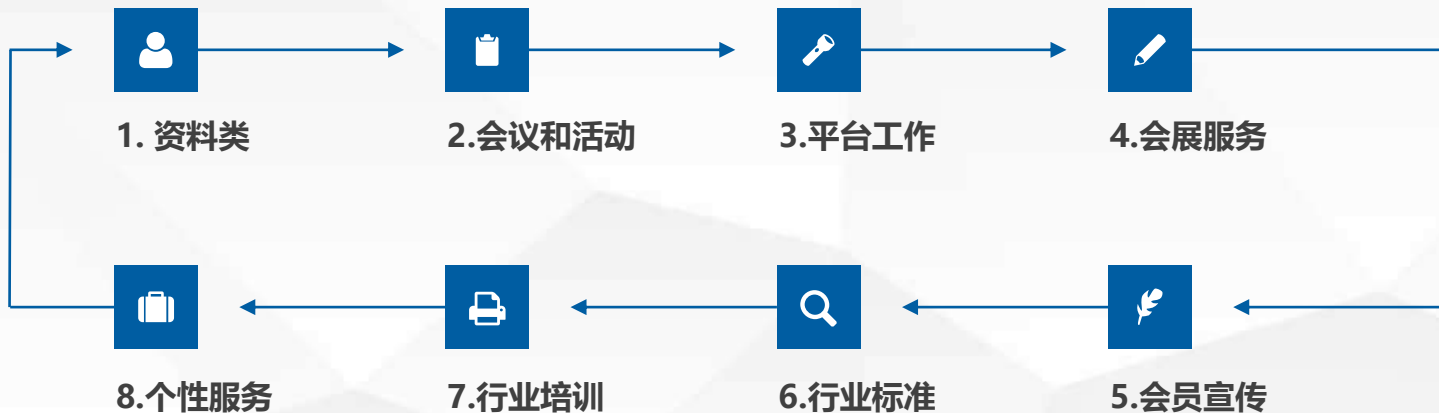 1. 资料类
2.会议和活动
3.平台工作
4.会展服务
8.个性服务
7.行业培训
6.行业标准
5.会员宣传